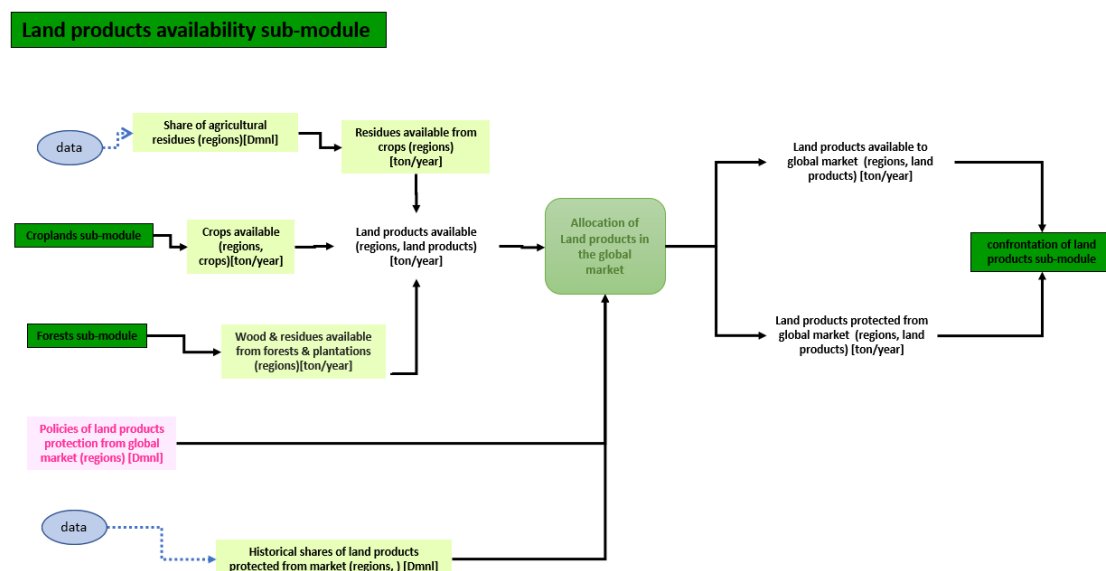 Land products availability sub-module
data
Share of agricultural
residues (regions)[Dmnl]
Residues available from
crops (regions)
[ton/year]
Land products available to
global market  (regions, land
products) [ton/year]
Croplands sub-module
Crops available
(regions,
crops)[ton/year]
Land products available
(regions, land products)
[ton/year]
Allocation of
Land products in
the global
market
confrontation of land
products sub-module
Forests sub-module
Wood & residues available
from forests & plantations
(regions)[ton/year]
Land products protected from
global market  (regions, land
products) [ton/year]
Policies of land products
protection from global
market (regions) [Dmnl]
data
Historical shares of land products
protected from market (regions, ) [Dmnl]